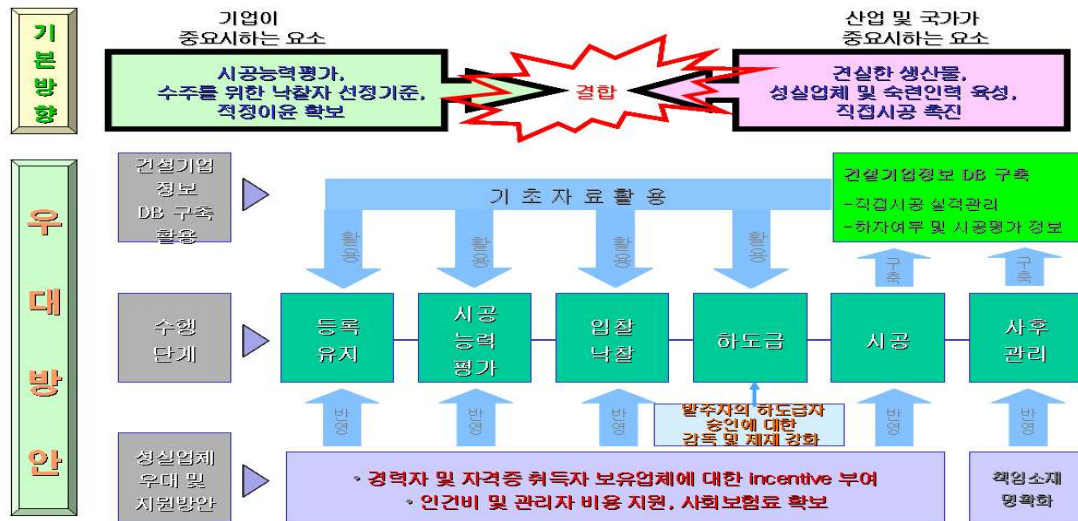 기본방향
기업이
중요시하는 요소
산업 및 국가가
중요시하는 요소
시공능력평가,
수주를 위한 낙찰자 선정기준,
적정이윤 확보
결합
견실한 생산물,
성실업체 및 숙련인력 육성,
직접시공 촉진
우대방안
건설기업
정보
DB 구축
활용
기 초 자 료 활 용
건설기업정보 DB 구축
-직접시공 실적관리
-하자여부 및 시공평가 정보
활용
활용
활용
활용
구축
구축
수행
단계
등록
유지
시공
능력
평가
입찰
낙찰
하도급
시공
사후
관리
반영
반영
반영
발주자의 하도급자
승인에 대한
감독 및 제재 강화
반영
반영
성실업체
우대 및
지원방안
· 경력자 및 자격증 취득자 보유업체에 대한 incentive 부여
· 인건비 및 관리자 비용 지원, 사회보험료 확보
책임소재
명확화